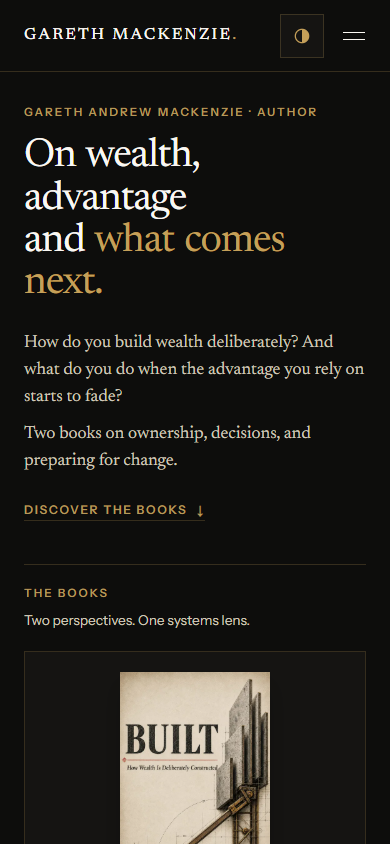 GARETH MACKENZIE.
GARETH ANDREW MACKENZIE · AUTHOR
On wealth,
advantage
and what comes
next.
How do you build wealth deliberately? And
what do you do when the advantage you rely on
starts to fade?
Two books on ownership, decisions, and
preparing for change.
DISCOVER THE BOOKS ↓
THE BOOKS
Two perspectives. One systems lens.
BUILT
How Wealth Is Deliberately Constructed